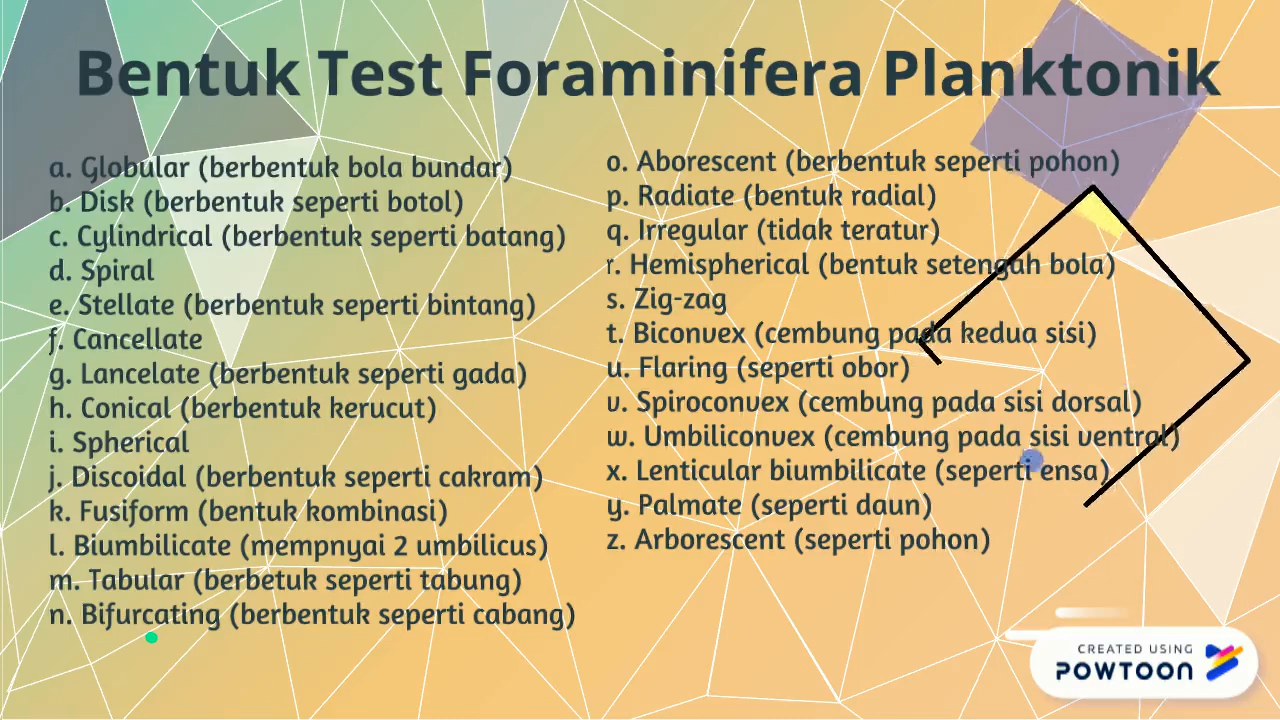 Bentuk Test Foraminifera Planktonik
a. Globular (berbentuk bola bundar)
b. Disk (berbentuk seperti botol)
c. Cylindrical (berbentuk seperti batang)
d. Spiral
e. Stellate (berbentuk seperti bintang)
f. Cancellate
g. Lancelate (berbentuk seperti gada)
h. Conical (berbentuk kerucut)
i. Spherical
j. Discoidal (berbentuk seperti cakram)
k. Fusiform (bentuk kombinasi)
l. Biumbilicate (mempnyai 2 umbilicus)
m. Tabular (berbetuk seperti tabung)
n. Bifurcating (berbentuk seperti cabang)
o. Aborescent (berbentuk seperti pohon)
p. Radiate (bentuk radial)
q. Irregular (tidak teratur)
r. Hemispherical (bentuk setengah bola)
s. Zig-zag
t. Biconvex (cembung pada kedua sisi)
u. Flaring (seperti obor)
v. Spiroconvex (cembung pada sisi dorsal)
w. Umbiliconvex (cembung pada sisi ventral)
x. Lenticular biumbilicate (seperti ensa)
y. Palmate (seperti daun)
z. Arborescent (seperti pohon)
CREATED USING
POWTOON